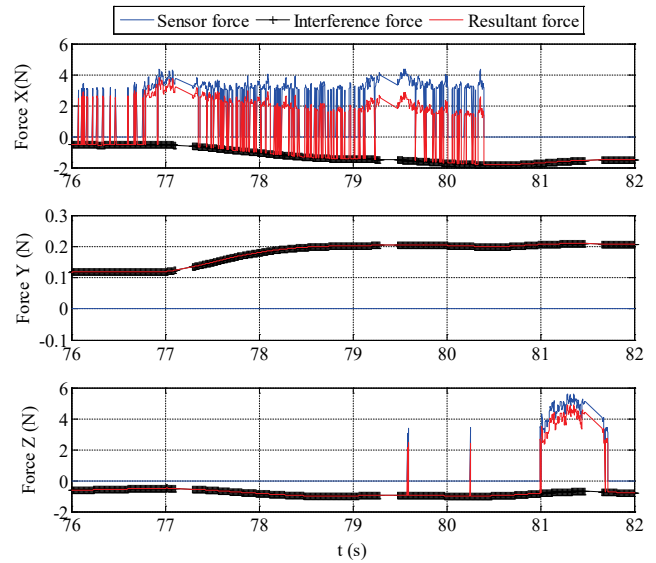 Sensor force Interference force Resultant force
6
4
2
0
-2
Force X(N)
76 77 78 79 80 81 82
0.3
0.2
0.1
0
-0.1
Force Y (N)
76 77 78 79 80 81 82
6
4
2
0
-2
Force Z (N)
76 77 78 79 80 81 82
t (s)